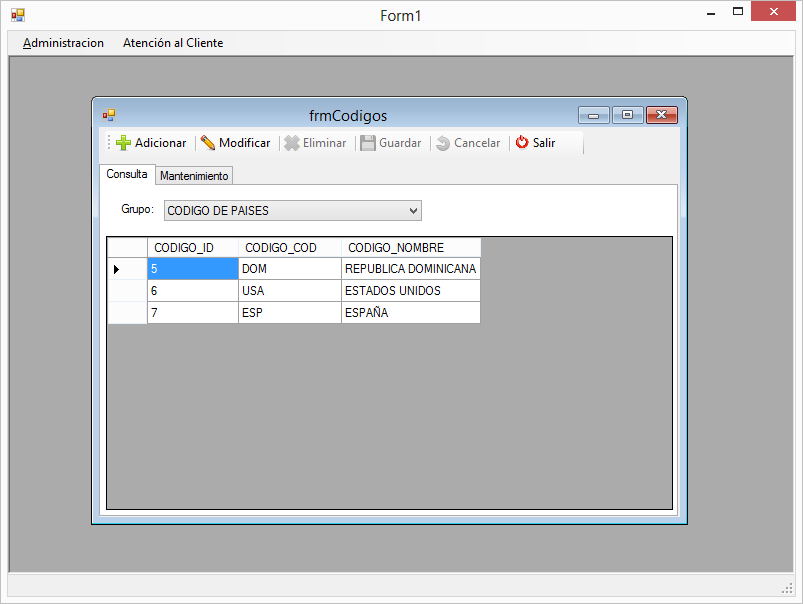 Form1
Administracion Atención al Cliente
frmCodigos
Adicionar Modificar Eliminar Guardar Cancelar Salir
Consulta Mantenimiento
Grupo: CODIGO DE PAISES
CODIGO_ID CODIGO_COD CODIGO_NOMBRE
5 DOM REPUBLICA DOMINICANA
6 USA ESTADOS UNIDOS
7 ESP ESPAÑA